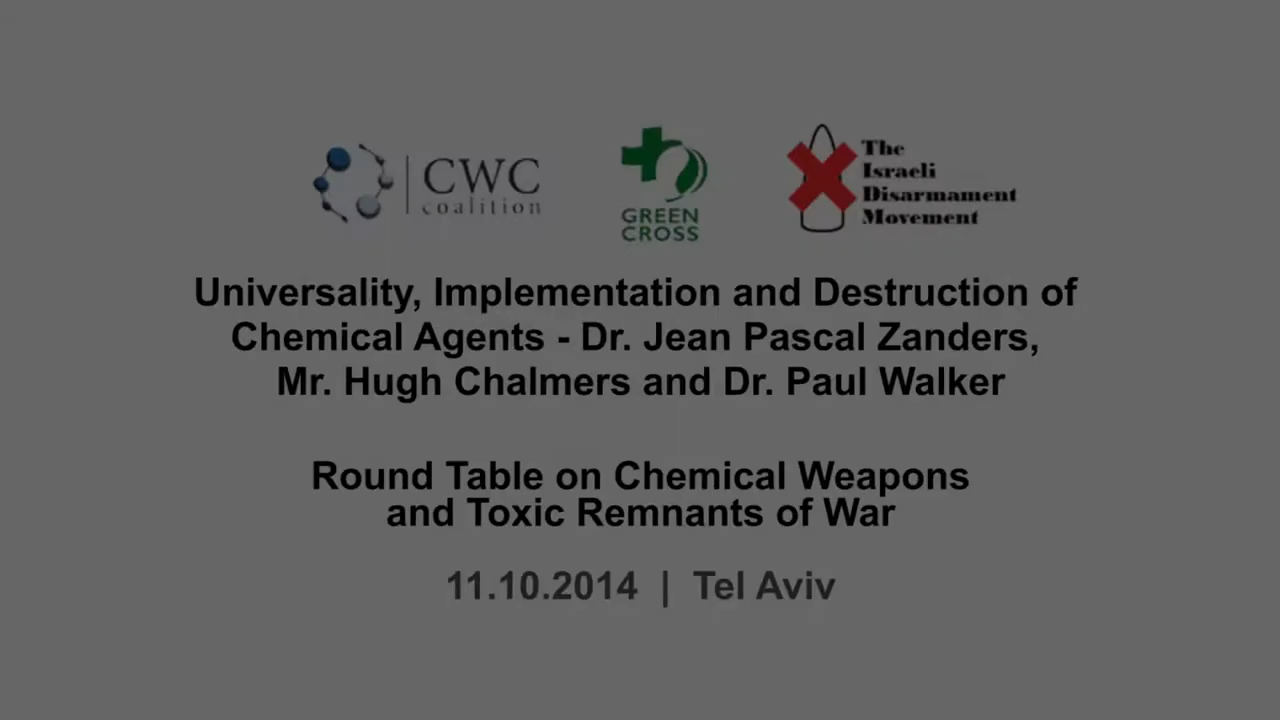 CWC
coalition
GREEN
CROSS
The
Israeli
Disarmament
Movement
Universality, Implementation and Destruction of
Chemical Agents - Dr. Jean Pascal Zanders,
Mr. Hugh Chalmers and Dr. Paul Walker
Round Table on Chemical Weapons
and Toxic Remnants of War
11.10.2014 | Tel Aviv